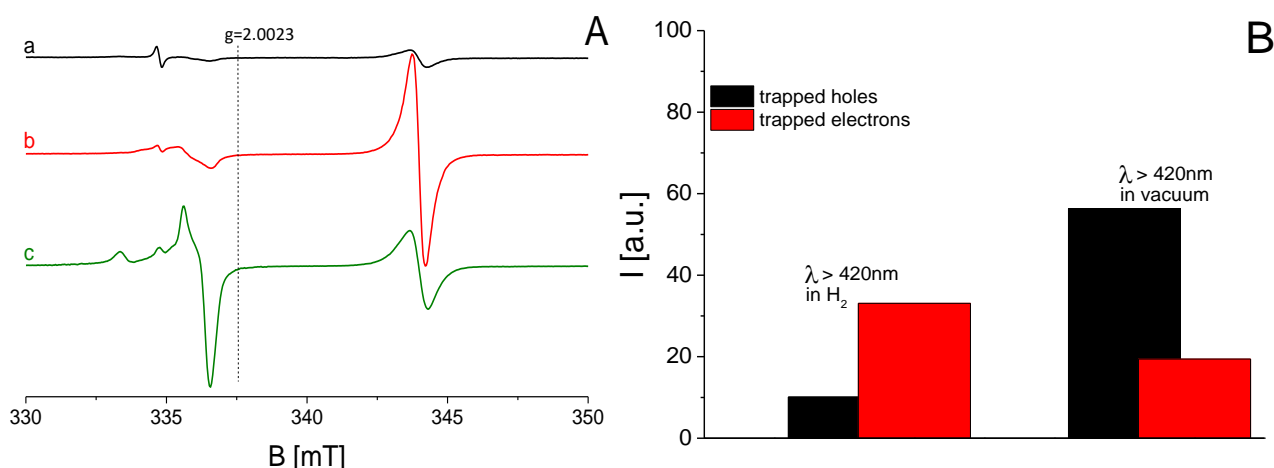 A
g=2.0023
a
b
c
330 335 340 345 350
B [mT]
B
100
80
60
40
20
0
I [a.u.]
trapped holes
trapped electrons
λ > 420nm
in vacuum
λ > 420nm
in H₂